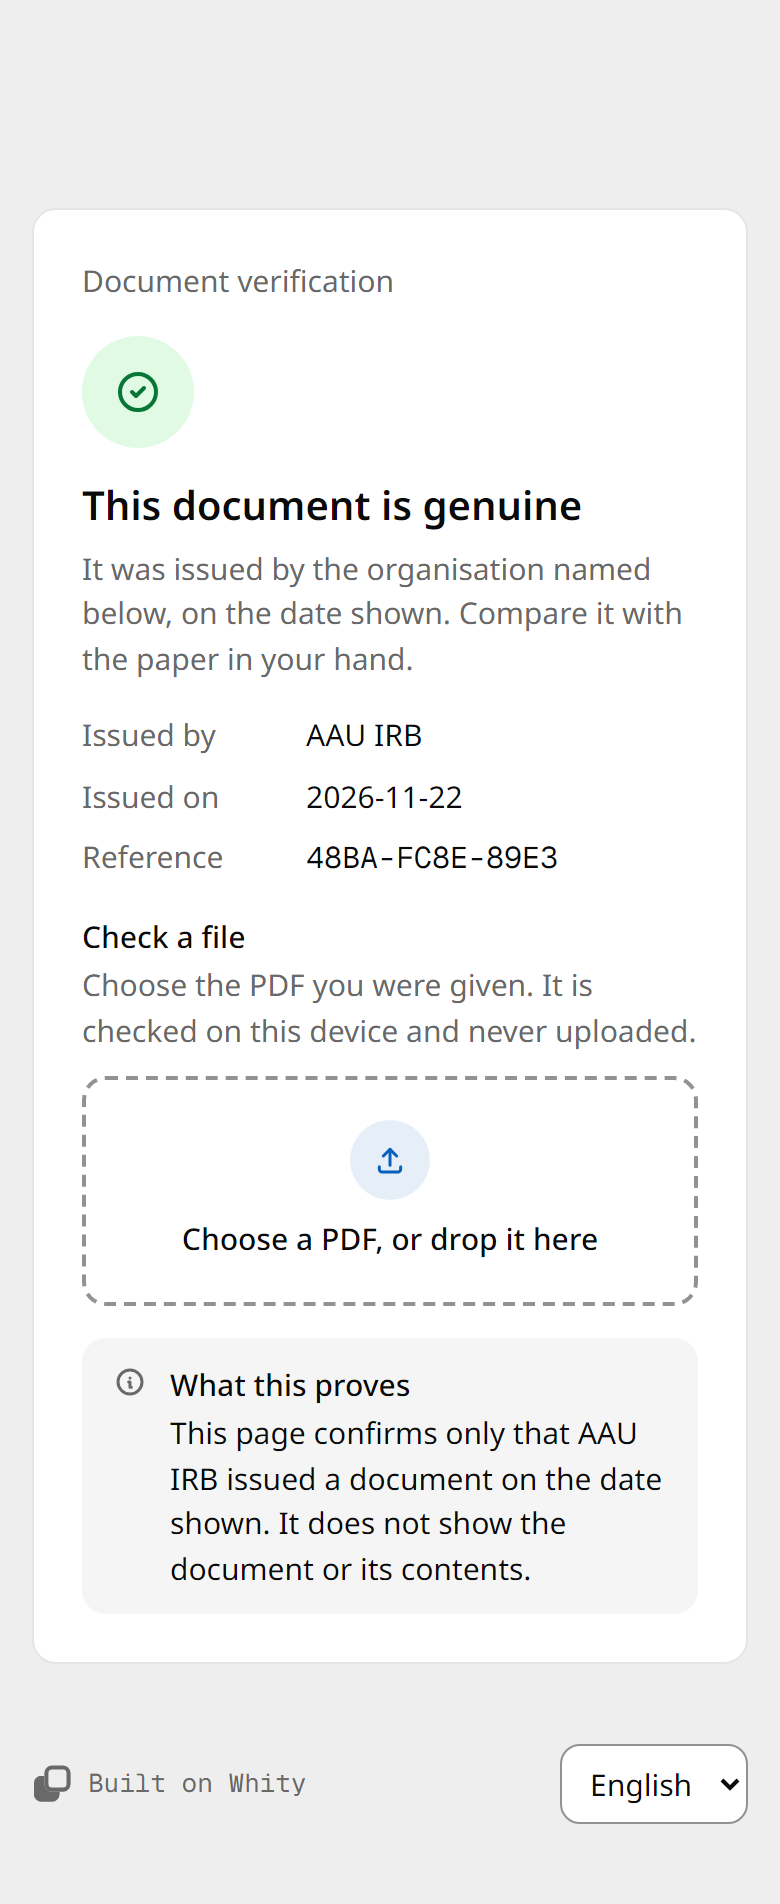 Document verification
This document is genuine
It was issued by the organisation named
below, on the date shown. Compare it with
the paper in your hand.
Issued by AAU IRB
Issued on 2026-11-22
Reference 48BA-FC8E-89E3
Check a file
Choose the PDF you were given. It is
checked on this device and never uploaded.
Choose a PDF, or drop it here
What this proves
This page confirms only that AAU
IRB issued a document on the date
shown. It does not show the
document or its contents.
Built on Whity
English